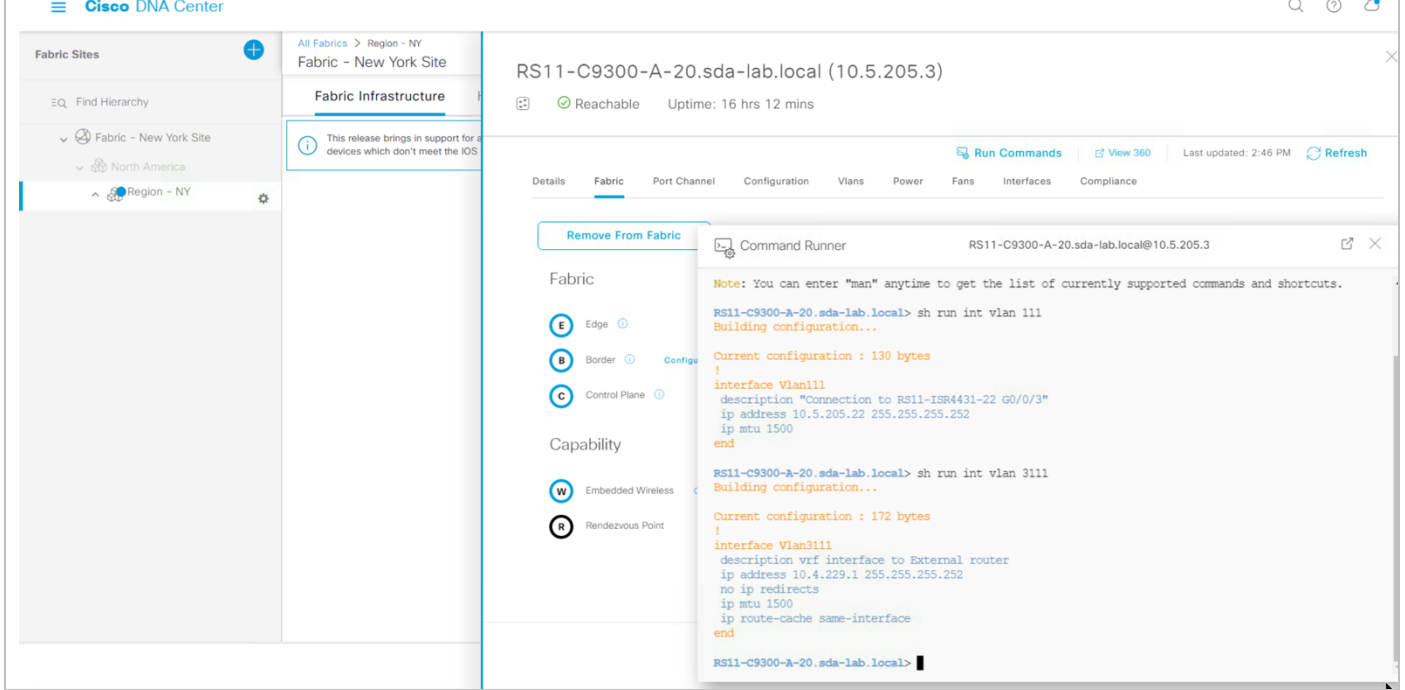 Cisco DNA Center
Fabric Sites
Find Hierarchy
Fabric - New York Site
North America
Region - NY
All Fabrics > Region - NY
Fabric - New York Site
Fabric Infrastructure
This release brings in support for a
devices which don't meet the IOS
RS11-C9300-A-20.sda-lab.local (10.5.205.3)
Reachable Uptime: 16 hrs 12 mins
Run Commands View 360 Last updated: 2:46 PM Refresh
Details Fabric Port Channel Configuration Vlans Power Fans Interfaces Compliance
Remove From Fabric
Fabric
E Edge
B Border Configu
C Control Plane
Capability
W Embedded Wireless
R Rendezvous Point
Command Runner RS11-C9300-A-20.sda-lab.local@10.5.205.3
Note: You can enter "man" anytime to get the list of currently supported commands and shortcuts.
RS11-C9300-A-20.sda-lab.local> sh run int vlan 111
Building configuration...
Current configuration : 130 bytes
!
interface Vlan111
description "Connection to RS11-ISR4431-22 G0/0/3"
ip address 10.5.205.22 255.255.255.252
ip mtu 1500
end
RS11-C9300-A-20.sda-lab.local> sh run int vlan 3111
Building configuration...
Current configuration : 172 bytes
!
interface Vlan3111
description vrf interface to External router
ip address 10.4.229.1 255.255.255.252
no ip redirects
ip mtu 1500
ip route-cache same-interface
end
RS11-C9300-A-20.sda-lab.local>